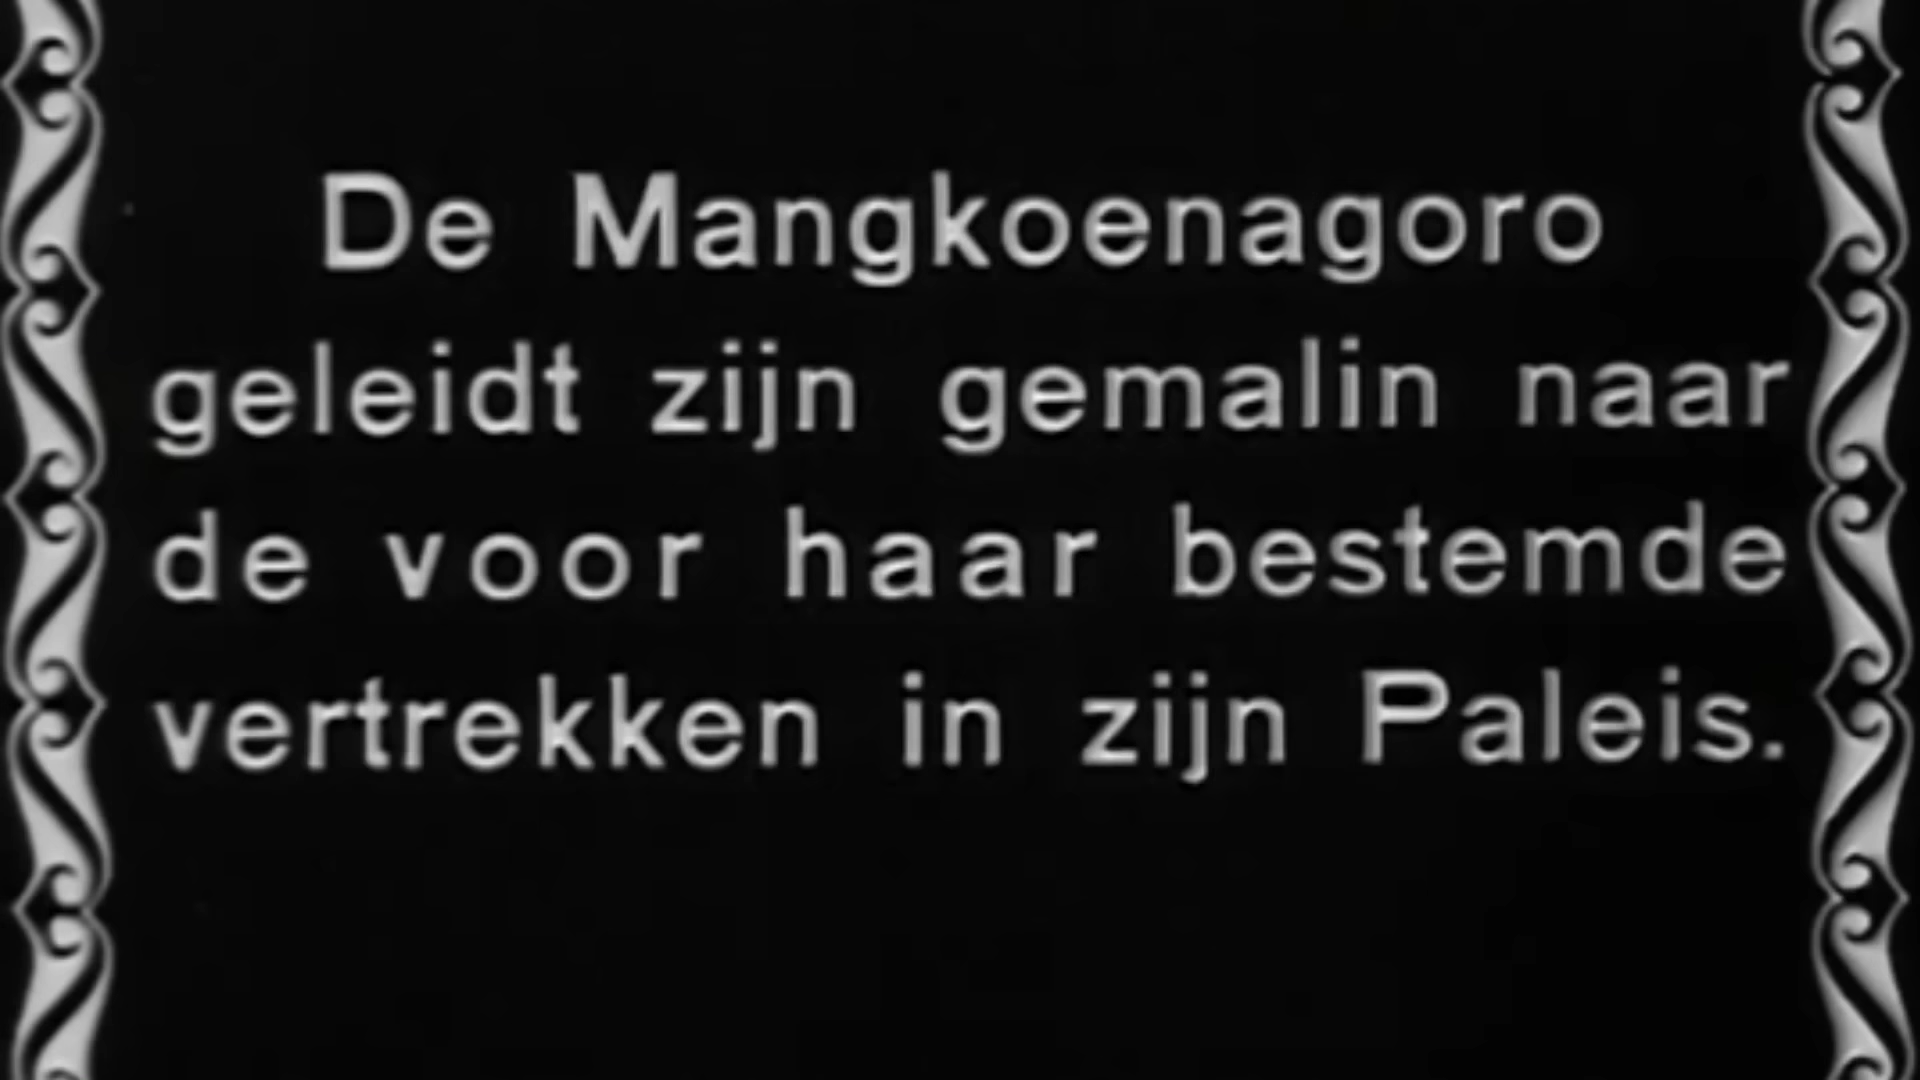 De Mangkoenagoro
geleidt zijn gemalin naar
de voor haar bestemde
vertrekken in zijn Paleis.